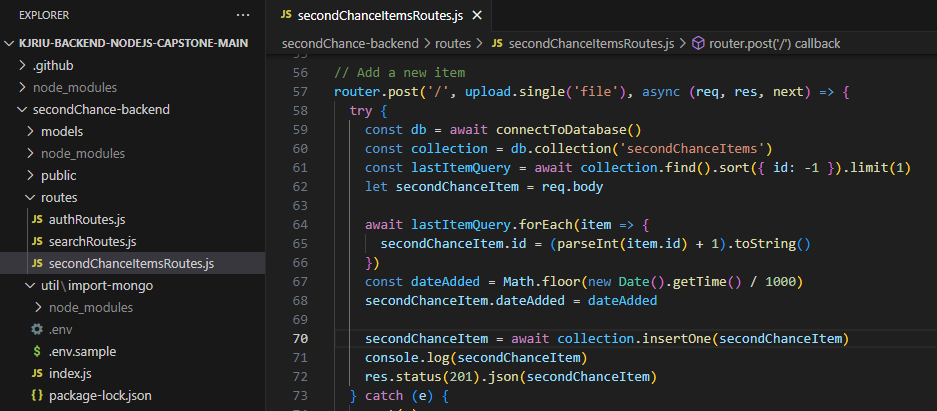 EXPLORER ...
KJRIU-BACKEND-NODEJS-CAPSTONE-MAIN
.github
node_modules
secondChance-backend
models
node_modules
public
routes
JS authRoutes.js
JS searchRoutes.js
JS secondChanceItemsRoutes.js
util\import-mongo
node_modules
.env
$ .env.sample
JS index.js
{} package-lock.json
JS secondChanceItemsRoutes.js ×
secondChance-backend > routes > JS secondChanceItemsRoutes.js > router.post('/') callback
56 // Add a new item
57 router.post('/', upload.single('file'), async (req, res, next) => {
58 try {
59 const db = await connectToDatabase()
60 const collection = db.collection('secondChanceItems')
61 const lastItemQuery = await collection.find().sort({ id: -1 }).limit(1)
62 let secondChanceItem = req.body
63
64 await lastItemQuery.forEach(item => {
65 secondChanceItem.id = (parseInt(item.id) + 1).toString()
66 })
67 const dateAdded = Math.floor(new Date().getTime() / 1000)
68 secondChanceItem.dateAdded = dateAdded
69
70 secondChanceItem = await collection.insertOne(secondChanceItem)
71 console.log(secondChanceItem)
72 res.status(201).json(secondChanceItem)
73 } catch (e) {